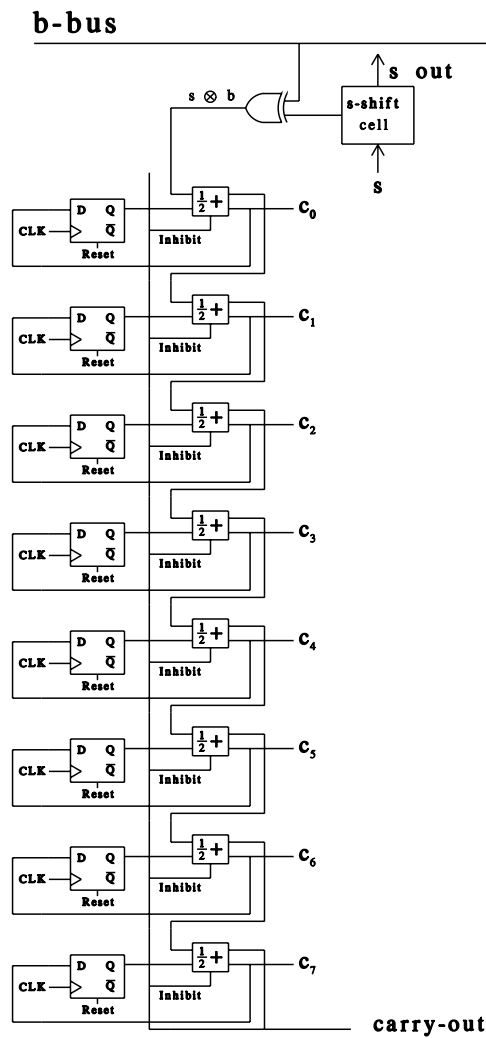 b-bus
s out
s ⊗ b
s-shift
cell
s
D Q
1/2 +
C0
CLK
Q̅
Inhibit
Reset
D Q
1/2 +
C1
CLK
Q̅
Inhibit
Reset
D Q
1/2 +
C2
CLK
Q̅
Inhibit
Reset
D Q
1/2 +
C3
CLK
Q̅
Inhibit
Reset
D Q
1/2 +
C4
CLK
Q̅
Inhibit
Reset
D Q
1/2 +
C5
CLK
Q̅
Inhibit
Reset
D Q
1/2 +
C6
CLK
Q̅
Inhibit
Reset
D Q
1/2 +
C7
CLK
Q̅
Inhibit
Reset
carry-out